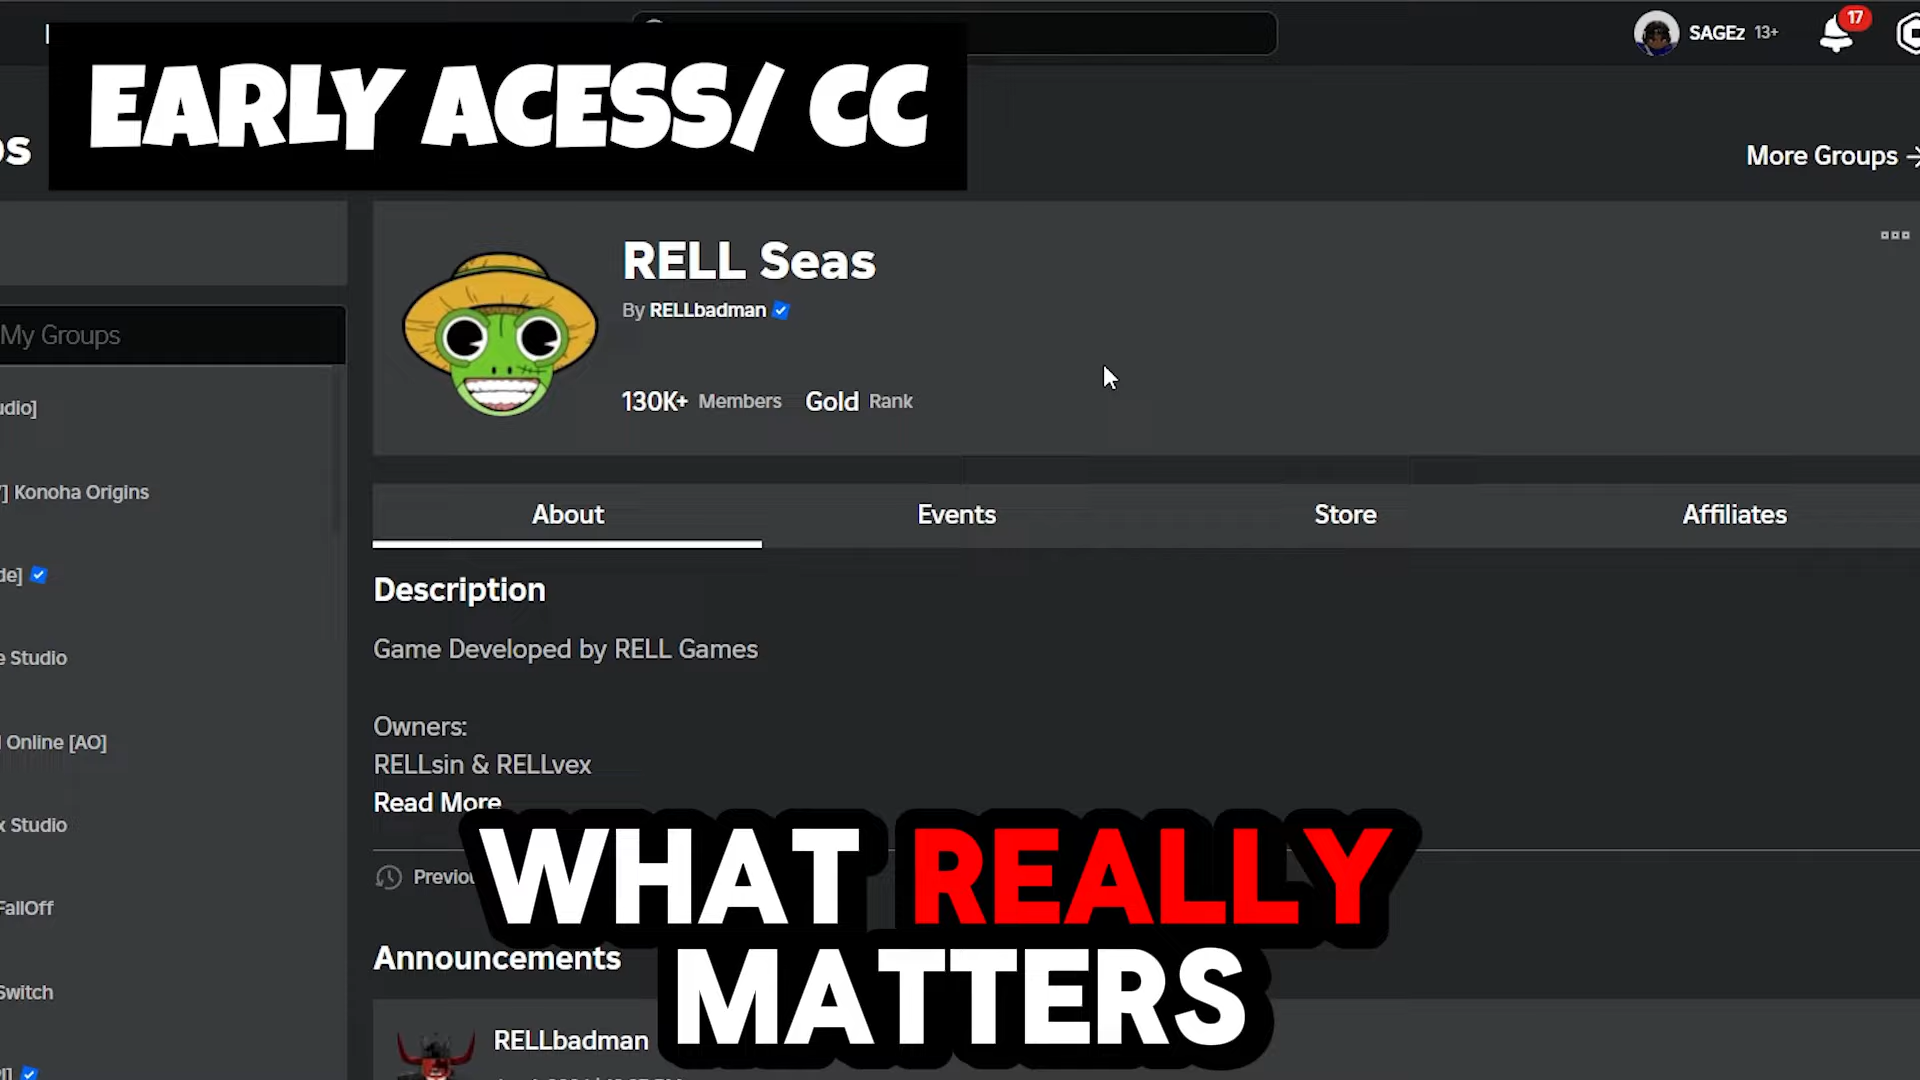 EARLY ACESS/ CC
SAGEz 13+
17
os
More Groups
RELL Seas
By RELLbadman
130K+ Members Gold Rank
My Groups
udio]
Konoha Origins
de]
e Studio
Online [AO]
x Studio
FallOff
Switch
About
Events
Store
Affiliates
Description
Game Developed by RELL Games
Owners:
RELLsin & RELLvex
Read More
Previou
WHAT REALLY
MATTERS
Announcements
RELLbadman